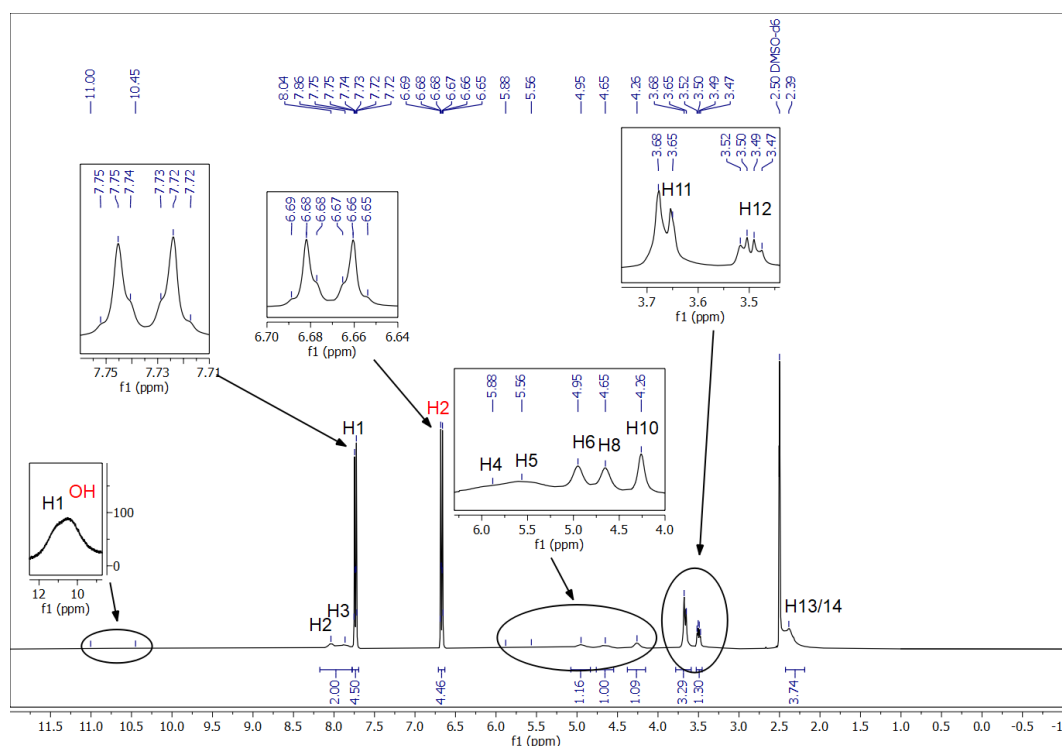 11.00 10.45 8.04 7.86 7.75 7.75 7.74 7.73 7.72 7.72 6.69 6.68 6.68 6.67 6.66 6.65 5.88 5.56 4.95 4.65 4.26 3.68 3.65 3.52 3.50 3.49 3.47 2.50 DMSO-d6 2.39
7.75 7.75 7.74 7.73 7.72 7.72
7.75 7.73 7.71
f1 (ppm)
6.69 6.68 6.68 6.67 6.66 6.65
6.70 6.68 6.66 6.64
f1 (ppm)
3.68 3.65 3.52 3.50 3.49 3.47
H11 H12
3.7 3.6 3.5
f1 (ppm)
5.88 5.56 4.95 4.65 4.26
H4 H5 H6 H8 H10
6.0 5.5 5.0 4.5 4.0
f1 (ppm)
H1 OH
100
0
12 10
f1 (ppm)
H2 H3 H1 H2 H13/14
2.00 4.50 4.46 1.16 1.00 1.09 3.29 1.30 3.74
11.5 11.0 10.5 10.0 9.5 9.0 8.5 8.0 7.5 7.0 6.5 6.0 5.5 5.0 4.5 4.0 3.5 3.0 2.5 2.0 1.5 1.0 0.5 0.0 -0.5 -1
f1 (ppm)